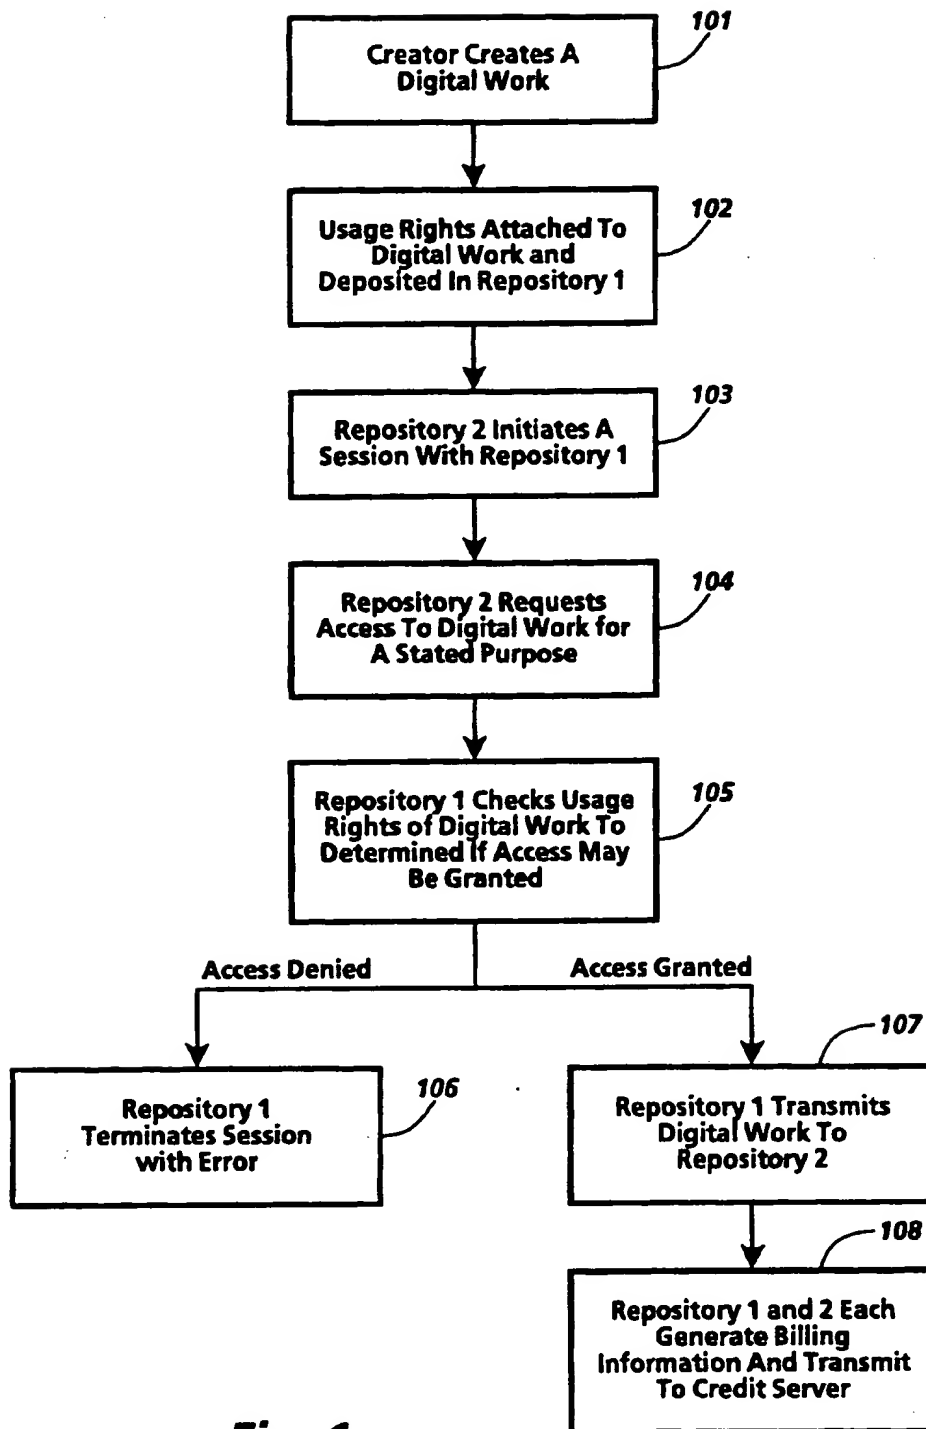 101
Creator Creates A
Digital Work
102
Usage Rights Attached To
Digital Work and
Deposited In Repository 1
103
Repository 2 Initiates A
Session With Repository 1
104
Repository 2 Requests
Access To Digital Work for
A Stated Purpose
105
Repository 1 Checks Usage
Rights of Digital Work To
Determined If Access May
Be Granted
Access Denied
Access Granted
106
Repository 1
Terminates Session
with Error
107
Repository 1 Transmits
Digital Work To
Repository 2
108
Repository 1 and 2 Each
Generate Billing
Information And Transmit
To Credit Server